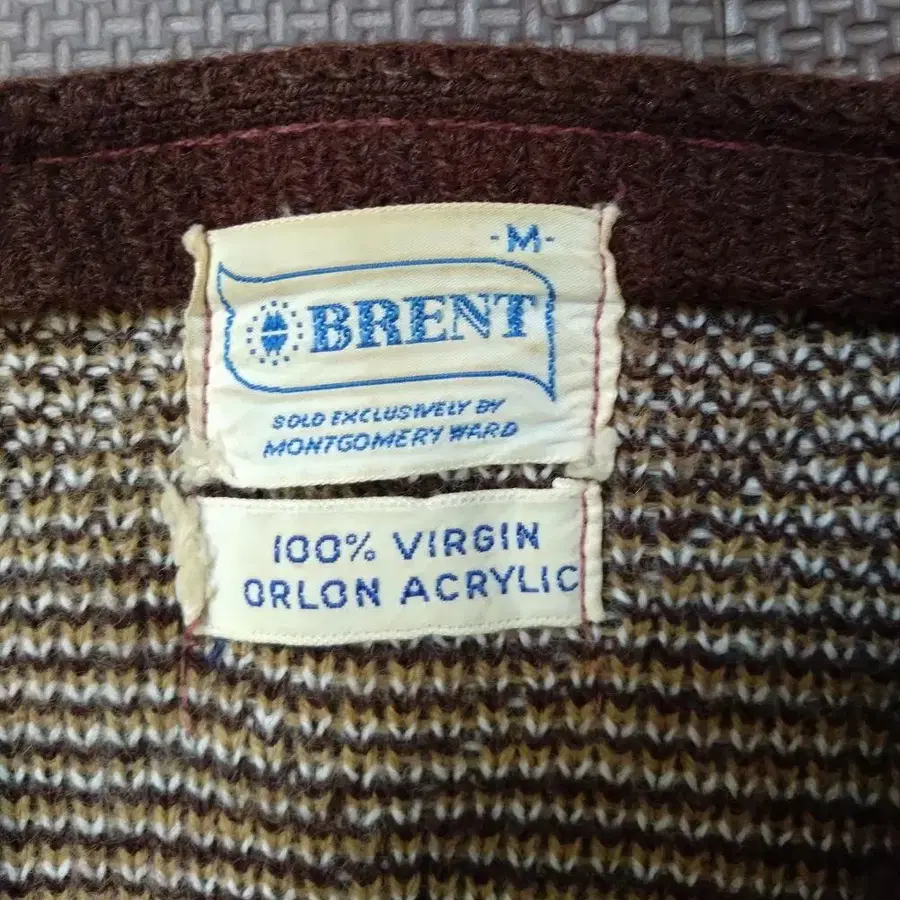 -M-
BRENT
SOLD EXCLUSIVELY BY
MONTGOMERY WARD
100% VIRGIN
ORLON ACRYLIC